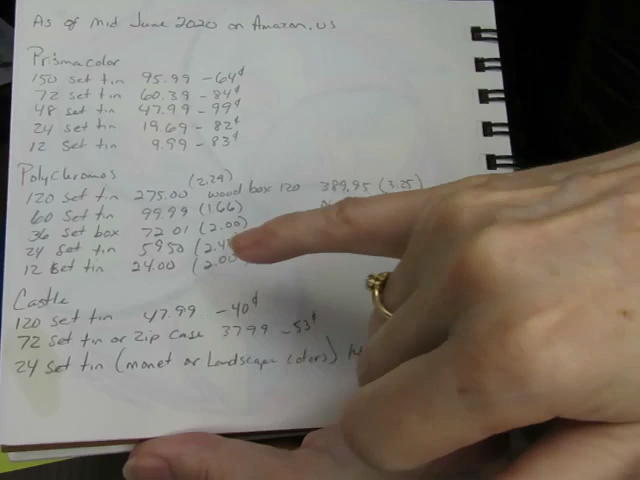 As of mid June 2020 on Amazon.us
Prismacolor
150 set tin 95.99 - 64¢
72 set tin 60.39 - 84¢
48 set tin 47.99 - 99¢
24 set tin 19.69 - 82¢
12 set tin 9.99 - 83¢
Polychromos
120 set tin 275.00 (2.29) wood box 120 389.95 (3.25)
60 set tin 99.99 (1.66)
36 set box 72.01 (2.00)
24 set tin 59.50 (2.4
12 set tin 24.00 (2.00
Castle
120 set tin 47.99 - 40¢
72 set tin or zip case 37.99 - 53¢
24 set tin (monet or Landscape colors)